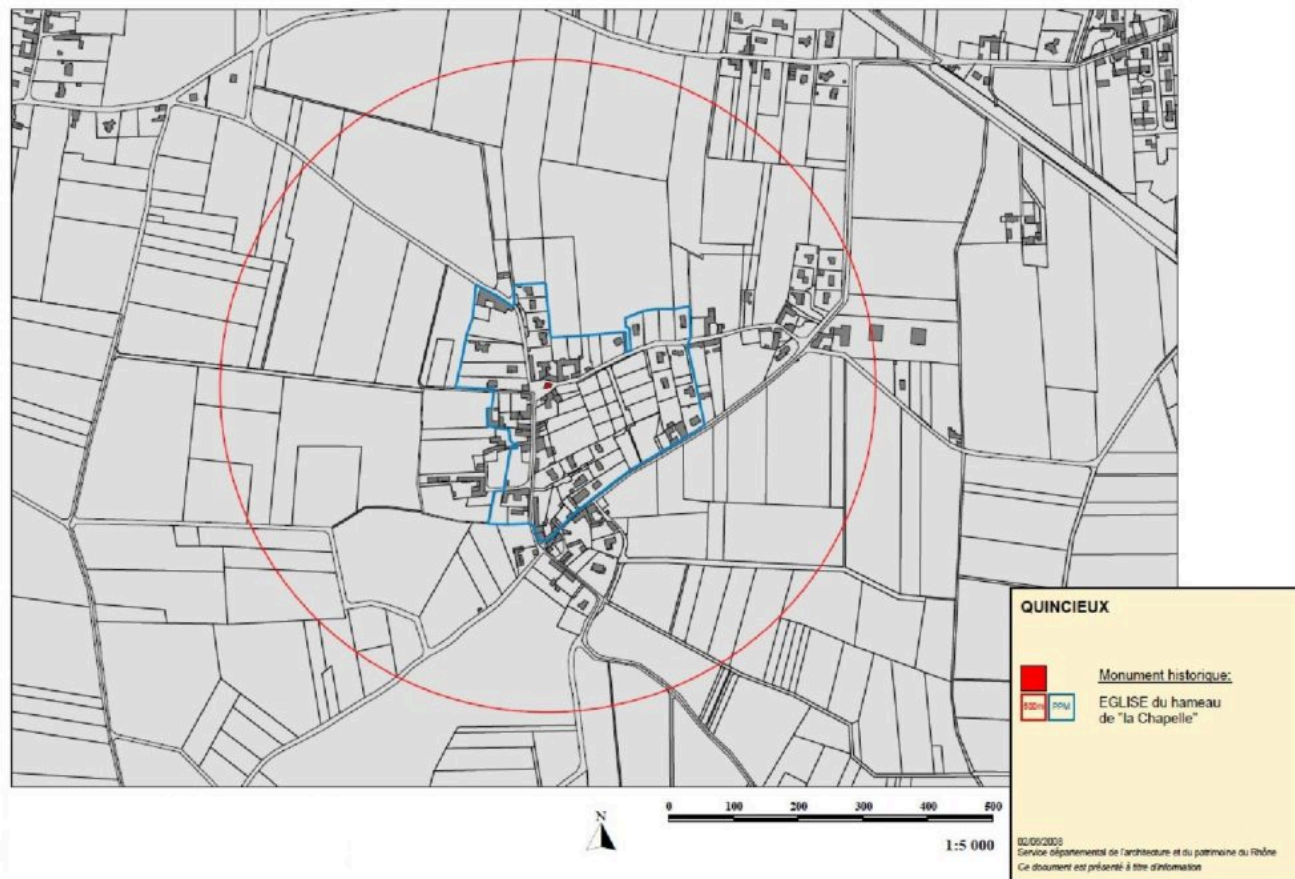 N
0 100 200 300 400 500
1:5 000
QUINCIEUX
Monument historique:
500m PPM EGLISE du hameau
de "la Chapelle"
02/06/2008
Service départemental de l'architecture et du patrimoine du Rhône
Ce document est présenté à titre d'information